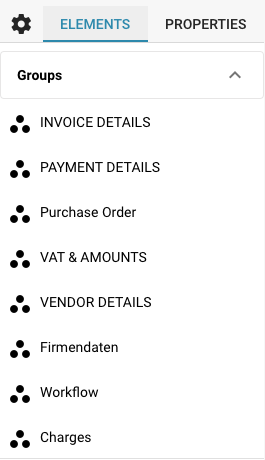 ELEMENTS PROPERTIES
Groups
INVOICE DETAILS
PAYMENT DETAILS
Purchase Order
VAT & AMOUNTS
VENDOR DETAILS
Firmendaten
Workflow
Charges